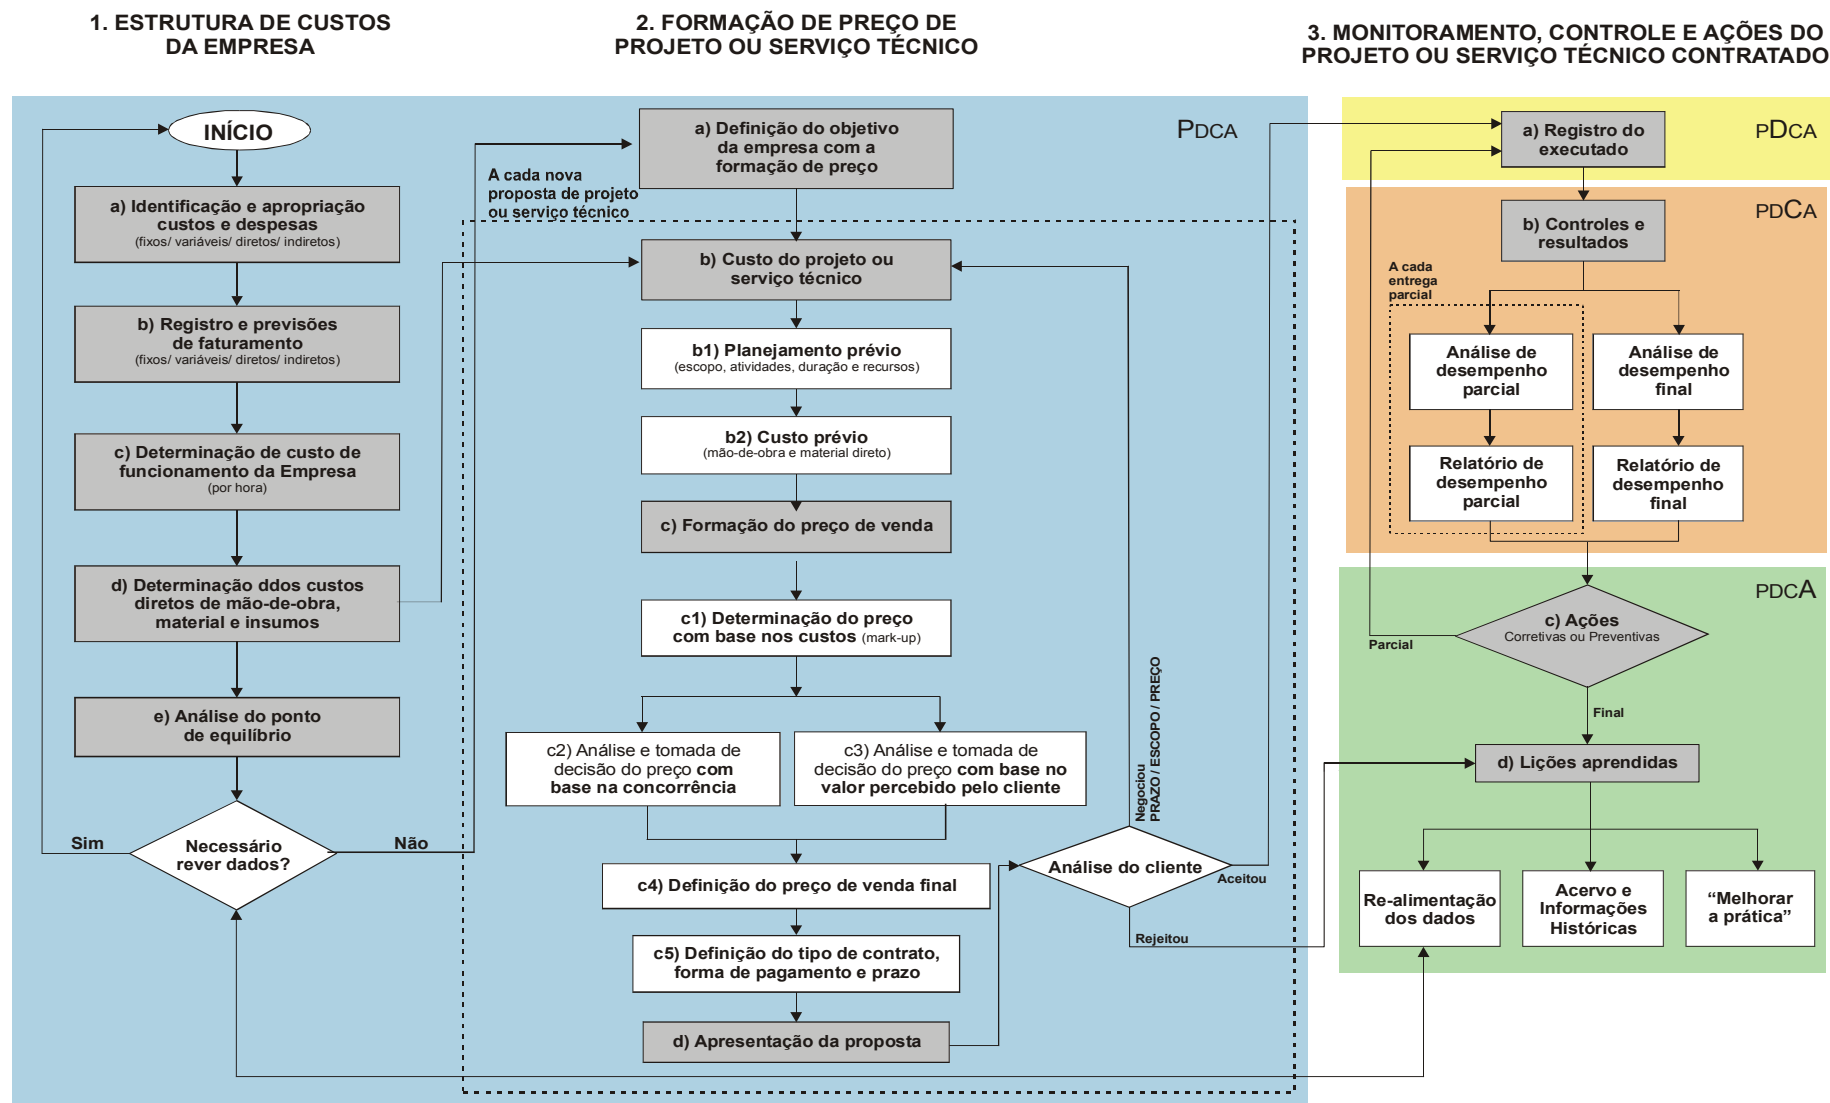 1. ESTRUTURA DE CUSTOS
DA EMPRESA
2. FORMAÇÃO DE PREÇO DE
PROJETO OU SERVIÇO TÉCNICO
3. MONITORAMENTO, CONTROLE E AÇÕES DO
PROJETO OU SERVIÇO TÉCNICO CONTRATADO
INÍCIO
a) Identificação e apropriação
custos e despesas
(fixos/ variáveis/ diretos/ indiretos)
b) Registro e previsões
de faturamento
(fixos/ variáveis/ diretos/ indiretos)
c) Determinação de custo de
funcionamento da Empresa
(por hora)
d) Determinação ddos custos
diretos de mão-de-obra,
material e insumos
e) Análise do ponto
de equilíbrio
Necessário
rever dados?
Sim
Não
A cada nova
proposta de projeto
ou serviço técnico
PDCA
a) Definição do objetivo
da empresa com a
formação de preço
b) Custo do projeto ou
serviço técnico
b1) Planejamento prévio
(escopo, atividades, duração e recursos)
b2) Custo prévio
(mão-de-obra e material direto)
c) Formação do preço de venda
c1) Determinação do preço
com base nos custos (mark-up)
c2) Análise e tomada de
decisão do preço com
base na concorrência
c3) Análise e tomada de
decisão do preço com base no
valor percebido pelo cliente
c4) Definição do preço de venda final
c5) Definição do tipo de contrato,
forma de pagamento e prazo
d) Apresentação da proposta
Análise do cliente
Negociou
PRAZO / ESCOPO / PREÇO
Aceitou
Rejeitou
PDCA
a) Registro do
executado
PDCA
b) Controles e
resultados
A cada
entrega
parcial
Análise de
desempenho
parcial
Análise de
desempenho
final
Relatório de
desempenho
parcial
Relatório de
desempenho
final
PDCA
c) Ações
Corretivas ou Preventivas
Parcial
Final
d) Lições aprendidas
Re-alimentação
dos dados
Acervo e
Informações
Históricas
“Melhorar
a prática”